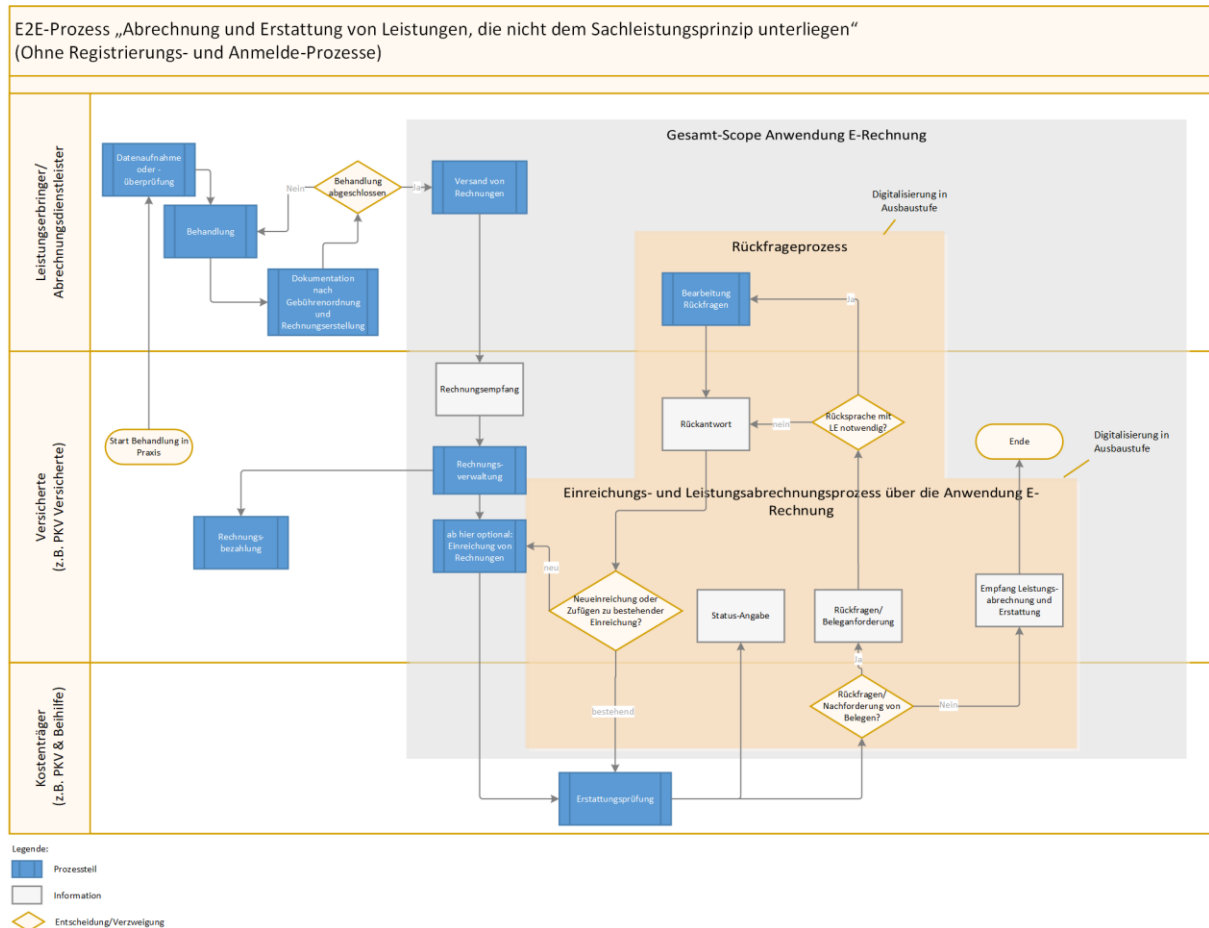 E2E-Prozess „Abrechnung und Erstattung von Leistungen, die nicht dem Sachleistungsprinzip unterliegen“
(Ohne Registrierungs- und Anmelde-Prozesse)
Leistungserbringer/
Abrechnungsdienstleister
Gesamt-Scope Anwendung E-Rechnung
Datenaufnahme
oder -
überprüfung
Behandlung
Nein
Behandlung
abgeschlossen
Ja
Versand von
Rechnungen
Dokumentation
nach
Gebührenordnung
und
Rechnungserstellung
Digitalisierung in
Ausbaustufe
Rückfrageprozess
Bearbeitung
Rückfragen
Ja
Versicherte
(z.B. PKV Versicherte)
Start Behandlung in
Praxis
Rechnungsempfang
Rückantwort
nein
Rücksprache mit
LE notwendig?
Ende
Digitalisierung in
Ausbaustufe
Rechnungs-
verwaltung
Rechnungs-
bezahlung
ab hier optional:
Einreichung von
Rechnungen
Einreichungs- und Leistungsabrechnungsprozess über die Anwendung E-
Rechnung
neu
Neueinreichung oder
Zufügen zu bestehender
Einreichung?
Status-Angabe
Rückfragen/
Beleganforderung
Empfang Leistungs-
abrechnung und
Erstattung
Kostenträger
(z.B. PKV & Beihilfe)
Ja
bestehend
Rückfragen/
Nachforderung von
Belegen?
Nein
Erstattungsprüfung
Legende:
Prozessteil
Information
Entscheidung/Verzweigung